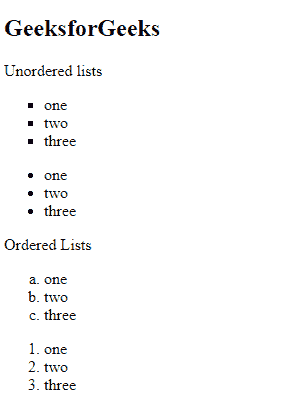 GeeksforGeeks
Unordered lists
▪ one
▪ two
▪ three
• one
• two
• three
Ordered Lists
a. one
b. two
c. three
1. one
2. two
3. three